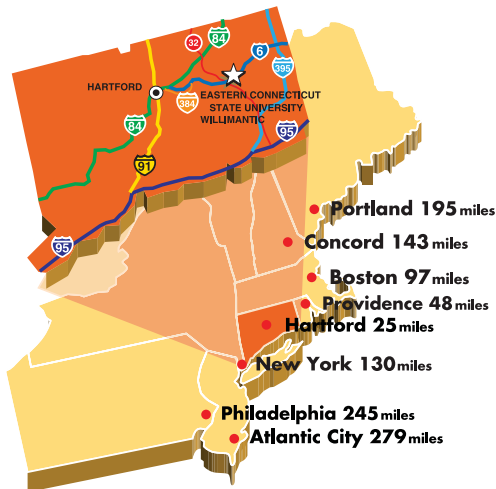 32
84
6
395
HARTFORD
EASTERN CONNECTICUT
STATE UNIVERSITY
WILLIMANTIC
384
84
95
91
95
Portland 195 miles
Concord 143 miles
Boston 97 miles
Providence 48 miles
Hartford 25 miles
New York 130 miles
Philadelphia 245 miles
Atlantic City 279 miles